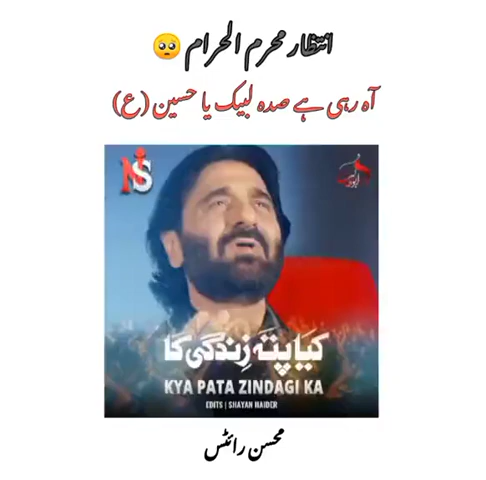 انتظار محرم الحرام 🥺
آہ رہی ہے صدہ لبیک یا حسین (ع)
NS
کیا پتہ زندگی کا
KYA PATA ZINDAGI KA
EDITS | SHAYAN HAIDER
محسن رائٹس